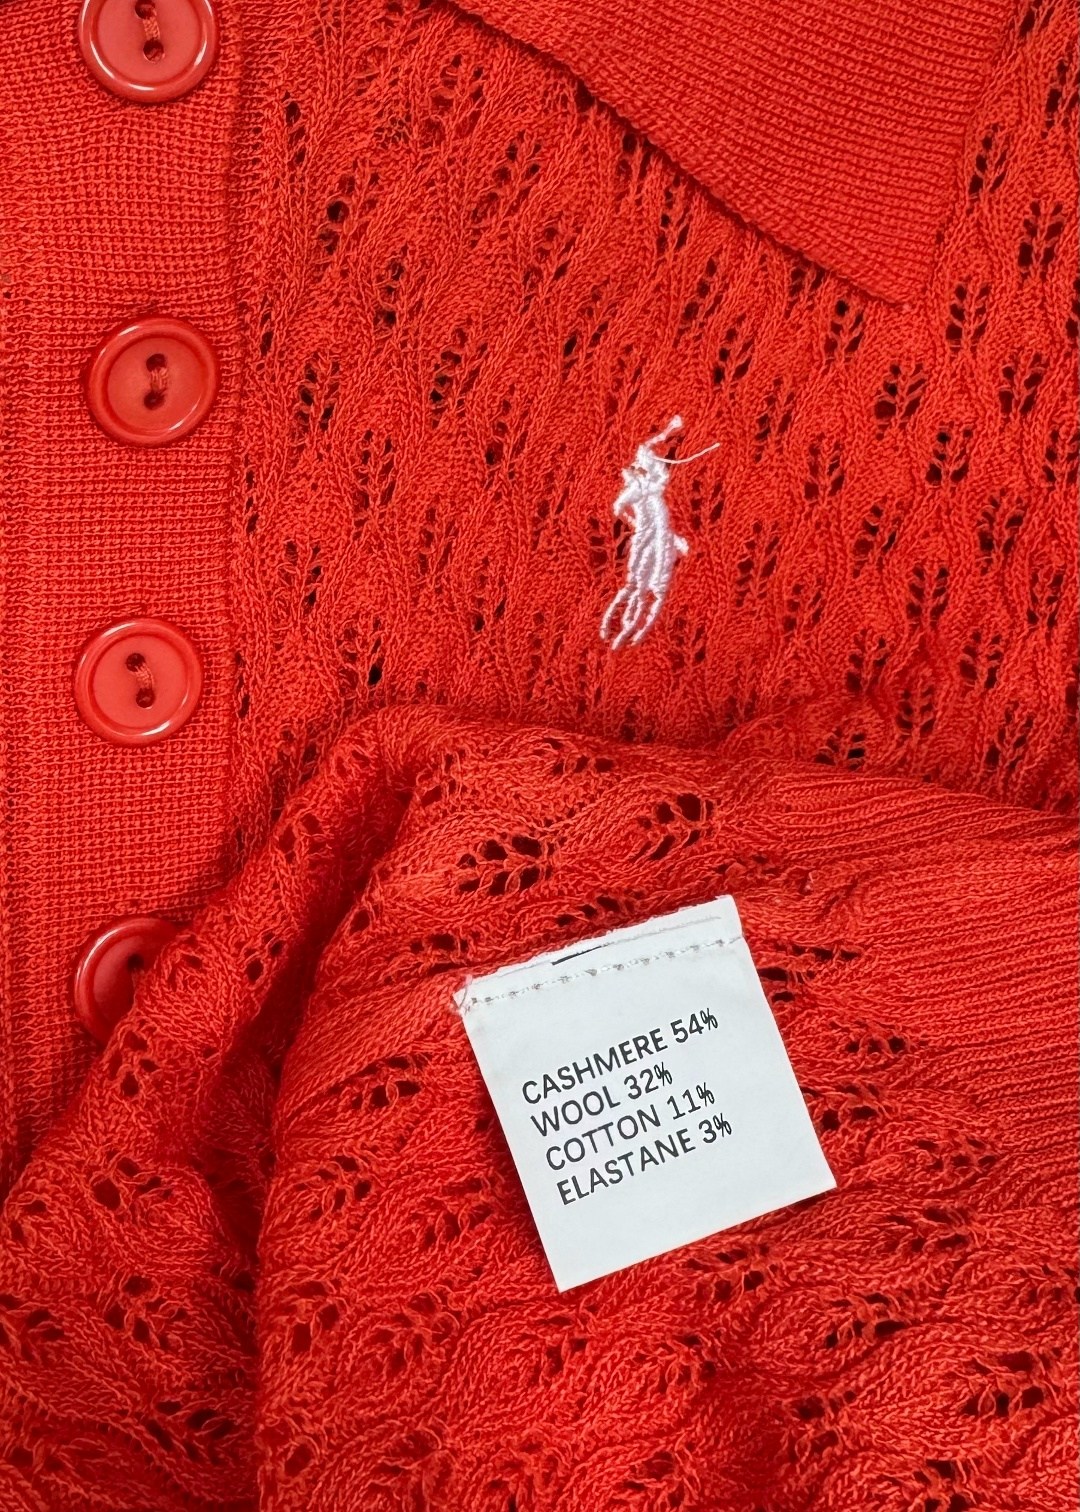 CASHMERE 54%
WOOL 32%
COTTON 11%
ELASTANE 3%